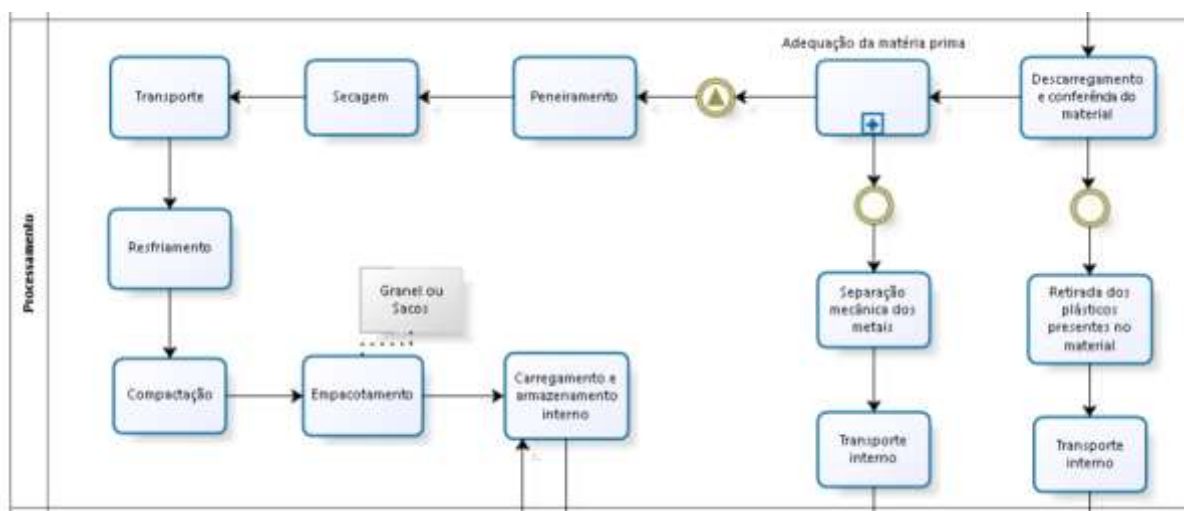 Adequação da matéria prima
Transporte
Secagem
Peneiramento
Descarregamento
e conferência do
material
Processamento
Resfriamento
Granel ou
Sacos
Separação
mecânica dos
metais
Retirada dos
plásticos
presentes no
material
Compactação
Empacotamento
Carregamento e
armazenamento
interno
Transporte
interno
Transporte
interno